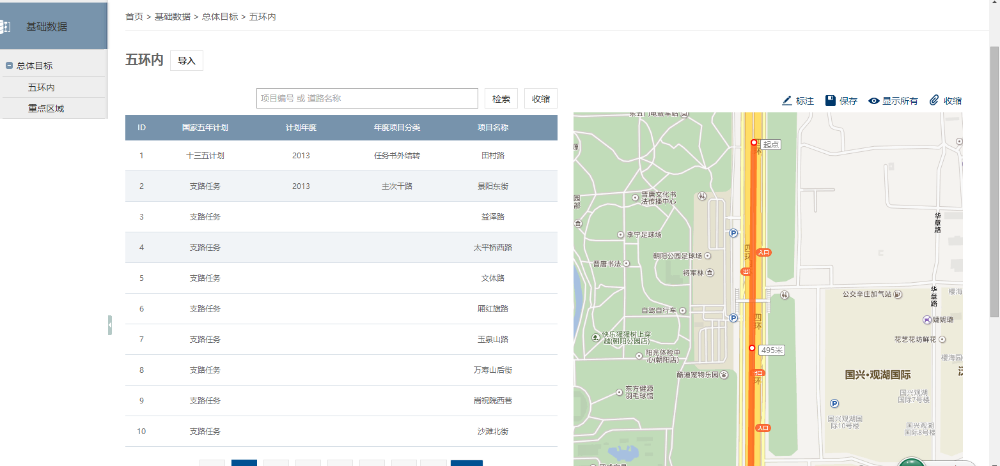 基础数据
总体目标
五环内
重点区域
首页 > 基础数据 > 总体目标 > 五环内
五环内 导入
项目编号 或 道路名称 检索 收缩
ID 国家五年计划 计划年度 年度项目分类 项目名称
1 十三五计划 2013 任务书外结转 田村路
2 支路任务 2013 主次干路 景阳东街
3 支路任务 益泽路
4 支路任务 太平桥西路
5 支路任务 文体路
6 支路任务 厢红旗路
7 支路任务 玉泉山路
8 支路任务 万寿山后街
9 支路任务 嵩祝院西巷
10 支路任务 沙滩北街
标注 保存 显示所有 收缩
起点
晋唐文化书
法传播中心
园
部
李宁足球场
朝阳公园足球场
晋唐书法
将军林
自驾自行车
快乐猩猩树上穿
越(朝阳公园店)
阳光体检中
心(朝阳店)
酷迪宠物乐园
东方健源
羽毛球馆
P
四
环
入口
出口
P
四
环
495米
出口
环
入口
华
章
路
公交辛庄加气站
华
章
路
樱海
婕妮璐
花艺花坊鲜花
樱海园
国兴·观湖国际
国兴观湖
国际7号楼
P
国兴观湖国
际10号楼
国兴观湖
国际8号楼